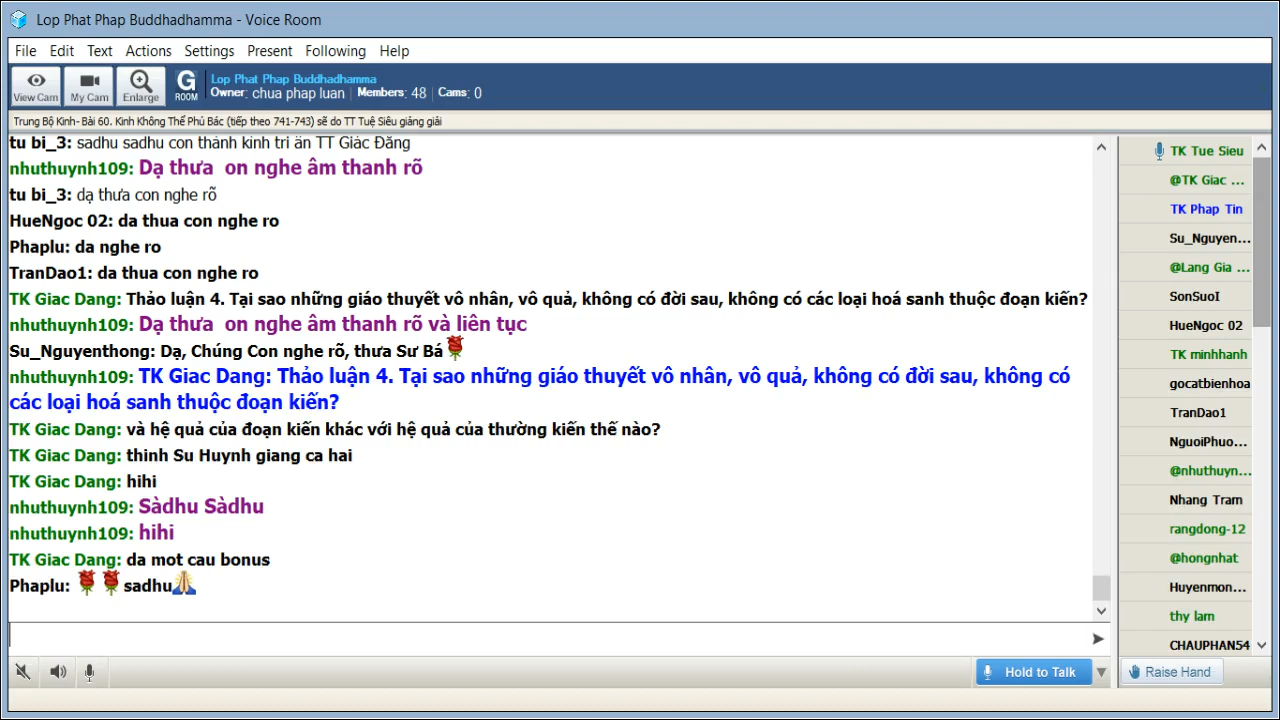 Lop Phat Phap Buddhadhamma - Voice Room
File Edit Text Actions Settings Present Following Help
View Cam My Cam Enlarge G ROOM
Lop Phat Phap Buddhadhamma
Owner: chua phap luan Members: 48 Cams: 0
Trung Bộ Kinh- Bài 60. Kinh Không Thể Phủ Bác (tiếp theo 741-743) sẽ do TT Tuệ Siêu giảng giải
tu bi_3: sadhu sadhu con thành kính tri ân TT Giác Đẳng
nhuthuynh109: Dạ thưa on nghe âm thanh rõ
tu bi_3: dạ thưa con nghe rõ
HueNgoc 02: da thua con nghe ro
Phaplu: da nghe ro
TranDao1: da thua con nghe ro
TK Giac Dang: Thảo luận 4. Tại sao những giáo thuyết vô nhân, vô quả, không có đời sau, không có các loại hoá sanh thuộc đoạn kiến?
nhuthuynh109: Dạ thưa on nghe âm thanh rõ và liên tục
Su_Nguyenthong: Dạ, Chúng Con nghe rõ, thưa Sư Bá
nhuthuynh109: TK Giac Dang: Thảo luận 4. Tại sao những giáo thuyết vô nhân, vô quả, không có đời sau, không có
các loại hoá sanh thuộc đoạn kiến?
TK Giac Dang: và hệ quả của đoạn kiến khác với hệ quả của thường kiến thế nào?
TK Giac Dang: thinh Su Huynh giang ca hai
TK Giac Dang: hihi
nhuthuynh109: Sàdhu Sàdhu
nhuthuynh109: hihi
TK Giac Dang: da mot cau bonus
Phaplu: sadhu
TK Tue Sieu
@TK Giac ...
TK Phap Tin
Su_Nguyen...
@Lang Gia ...
SonSuoI
HueNgoc 02
TK minhhanh
gocatbienhoa
TranDao1
NguoiPhuo...
@nhuthuyn...
Nhang Tram
rangdong-12
@hongnhat
Huyenmon...
thy lam
CHAUPHAN54
Hold to Talk
Raise Hand